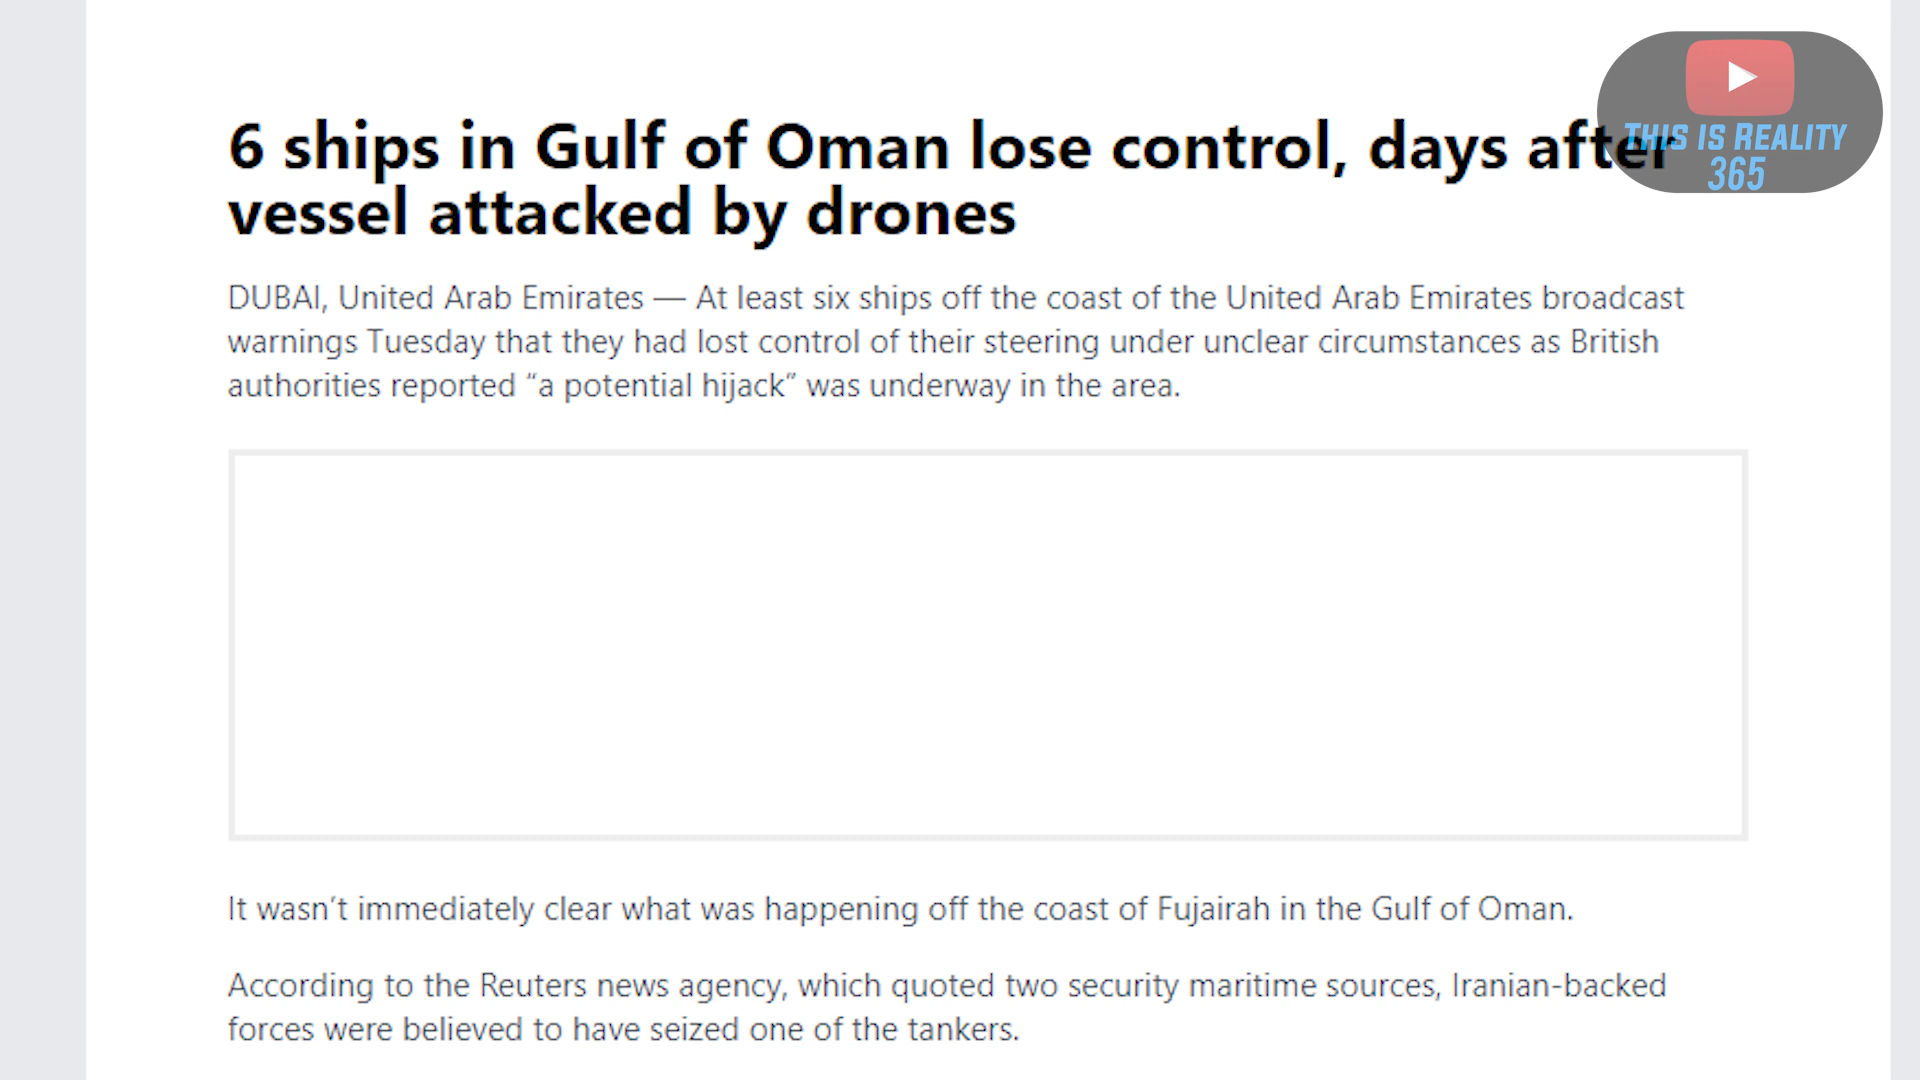 6 ships in Gulf of Oman lose control, days after
vessel attacked by drones
THIS IS REALITY
365
DUBAI, United Arab Emirates — At least six ships off the coast of the United Arab Emirates broadcast
warnings Tuesday that they had lost control of their steering under unclear circumstances as British
authorities reported “a potential hijack” was underway in the area.
It wasn’t immediately clear what was happening off the coast of Fujairah in the Gulf of Oman.
According to the Reuters news agency, which quoted two security maritime sources, Iranian-backed
forces were believed to have seized one of the tankers.